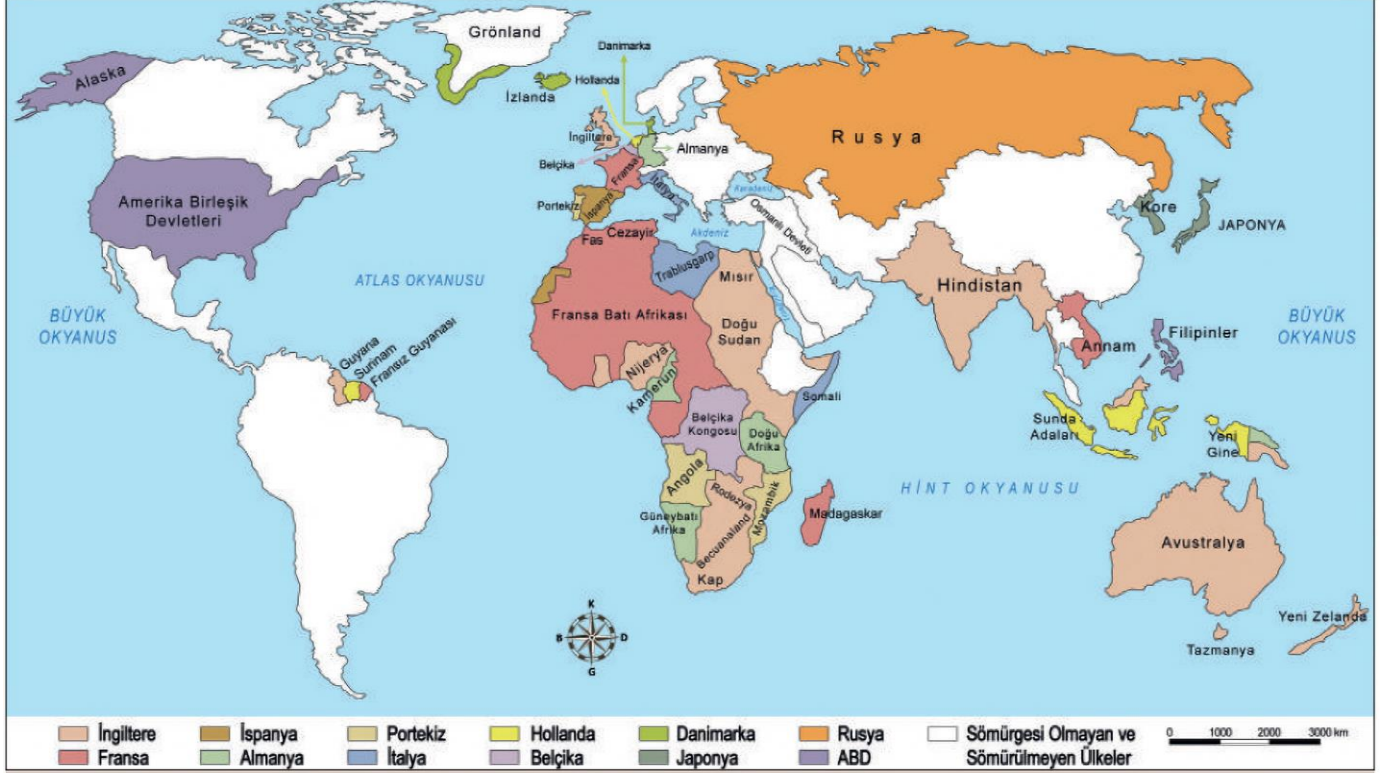 Grönland
Danimarka
Alaska
Hollanda
İzlanda
İngiltere
Rusya
Almanya
Belçika
Fransa
İtalya
Karadeniz
Amerika Birleşik
Devletleri
Portekiz
İspanya
Osmanlı Devleti
Kore
JAPONYA
Akdeniz
Fas
Cezayir
Trablusgarp
Mısır
ATLAS OKYANUSU
Hindistan
BÜYÜK
OKYANUS
Fransa Batı Afrikası
Doğu
Sudan
BÜYÜK
OKYANUS
Filipinler
Annam
Guyana
Surinam
Fransız Guyanası
Nijerya
Kamerun
Somali
Belçika
Kongosu
Doğu
Afrika
Sunda
Adaları
Yeni
Gine
Angola
Rodezya
Mozambik
HİNT OKYANUSU
Güneybatı
Afrika
Becuanaland
Madagaskar
Kap
Avustralya
Yeni Zelanda
Tazmanya
K
B
D
G
İngiltere
İspanya
Portekiz
Hollanda
Danimarka
Rusya
Sömürgesi Olmayan ve
Sömürülmeyen Ülkeler
0 1000 2000 3000 km
Fransa
Almanya
İtalya
Belçika
Japonya
ABD